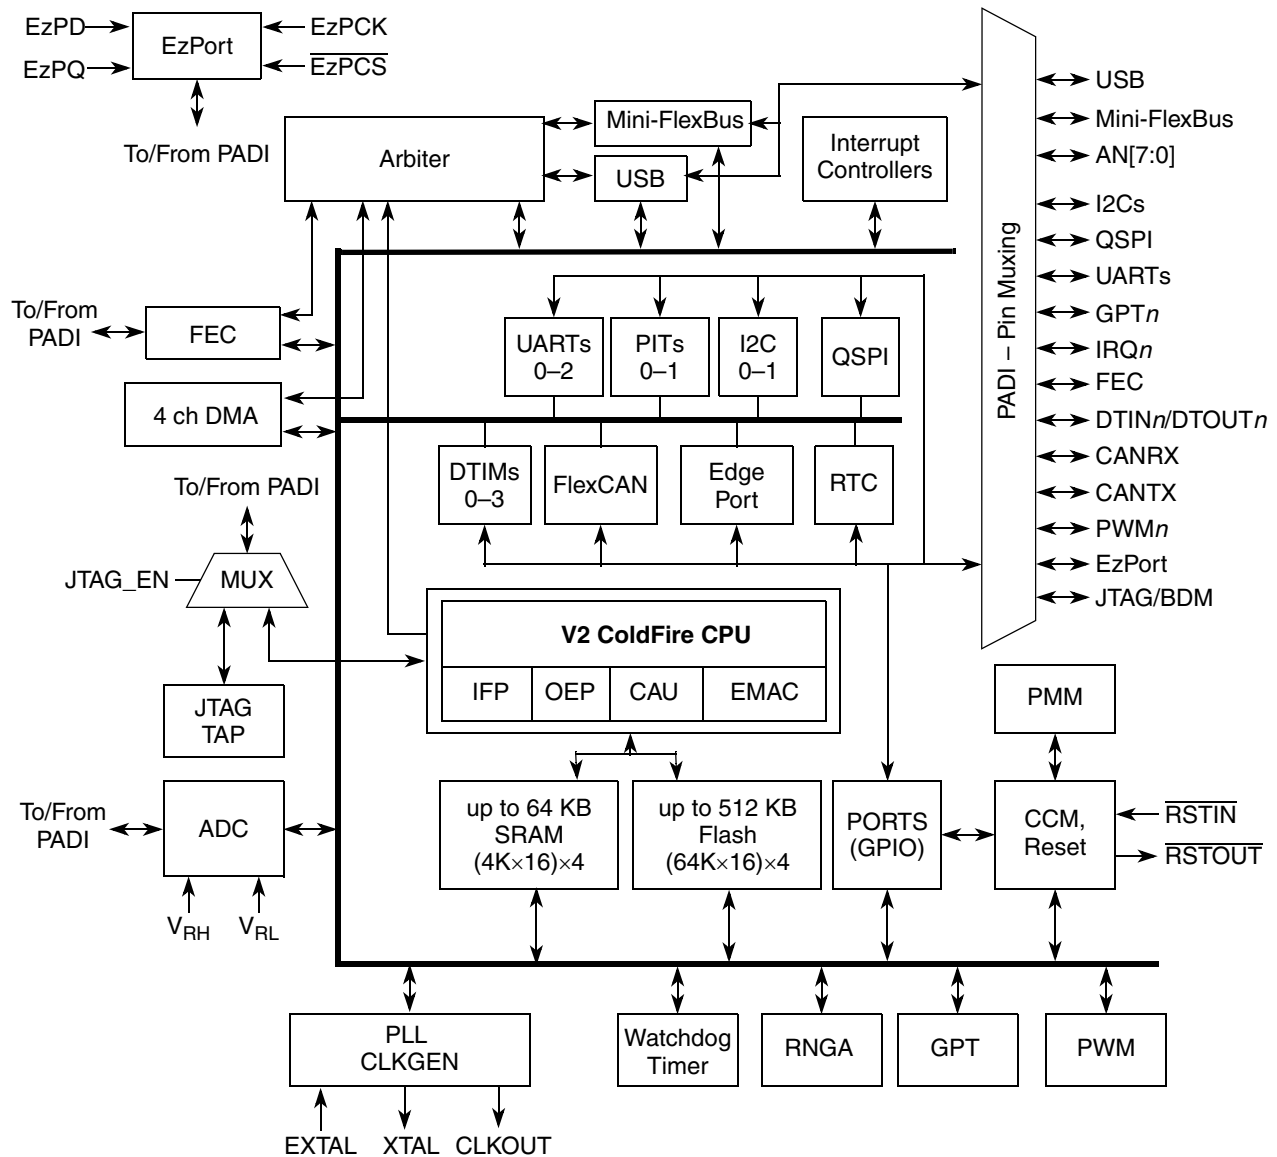 EzPD
EzPort
EzPCK
EzPQ
EzPCS
To/From PADI
Arbiter
Mini-FlexBus
USB
Interrupt
Controllers
PADI – Pin Muxing
USB
Mini-FlexBus
AN[7:0]
I2Cs
QSPI
UARTs
GPTn
IRQn
FEC
DTINn/DTOUTn
CANRX
CANTX
PWMn
EzPort
JTAG/BDM
To/From
PADI
FEC
4 ch DMA
UARTs
0–2
PITs
0–1
I2C
0–1
QSPI
DTIMs
0–3
FlexCAN
Edge
Port
RTC
To/From PADI
JTAG_EN
MUX
JTAG
TAP
V2 ColdFire CPU
IFP
OEP
CAU
EMAC
PMM
To/From
PADI
ADC
VRH
VRL
up to 64 KB
SRAM
(4K×16)×4
up to 512 KB
Flash
(64K×16)×4
PORTS
(GPIO)
CCM,
Reset
RSTIN
RSTOUT
PLL
CLKGEN
Watchdog
Timer
RNGA
GPT
PWM
EXTAL
XTAL
CLKOUT